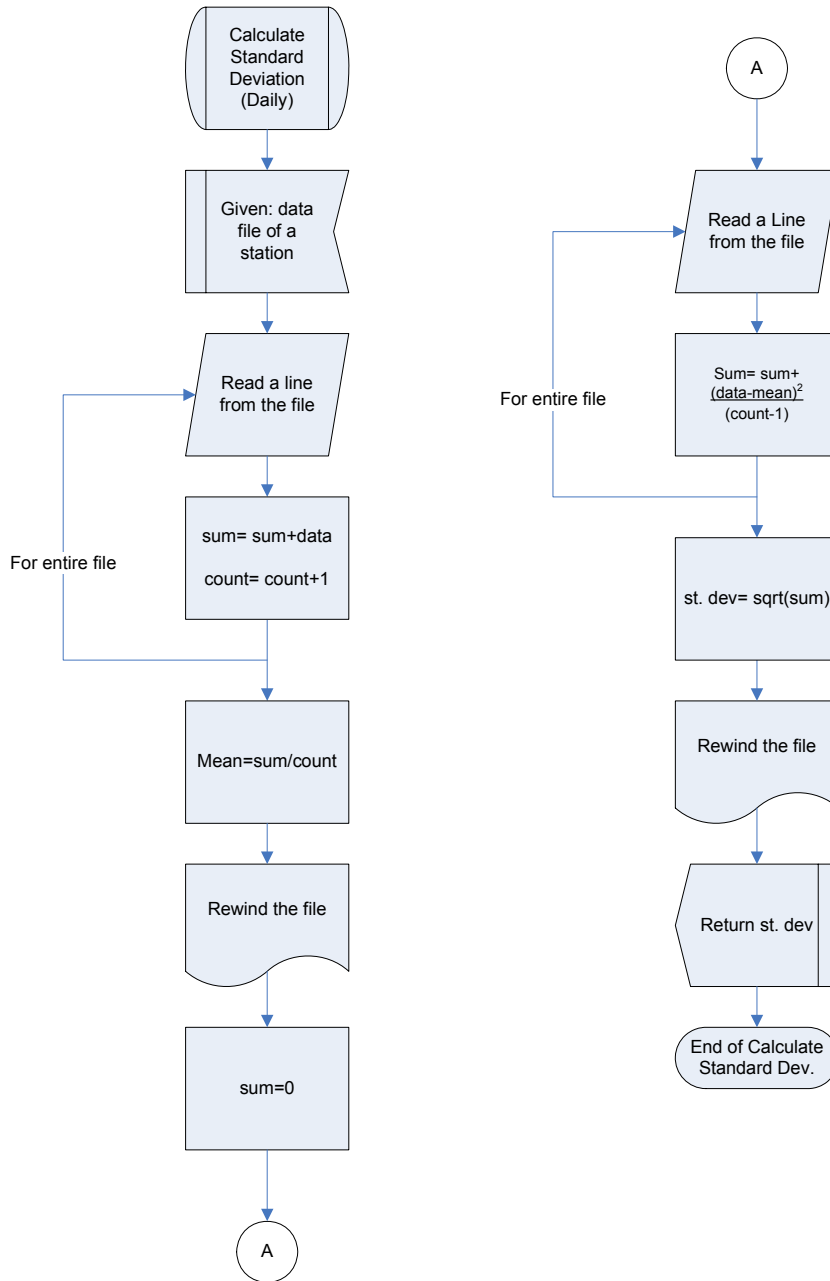 Calculate
Standard
Deviation
(Daily)
Given: data
file of a
station
Read a line
from the file
For entire file
sum= sum+data
count= count+1
Mean=sum/count
Rewind the file
sum=0
A
A
Read a Line
from the file
For entire file
Sum= sum+
(data-mean)²
(count-1)
st. dev= sqrt(sum)
Rewind the file
Return st. dev
End of Calculate
Standard Dev.